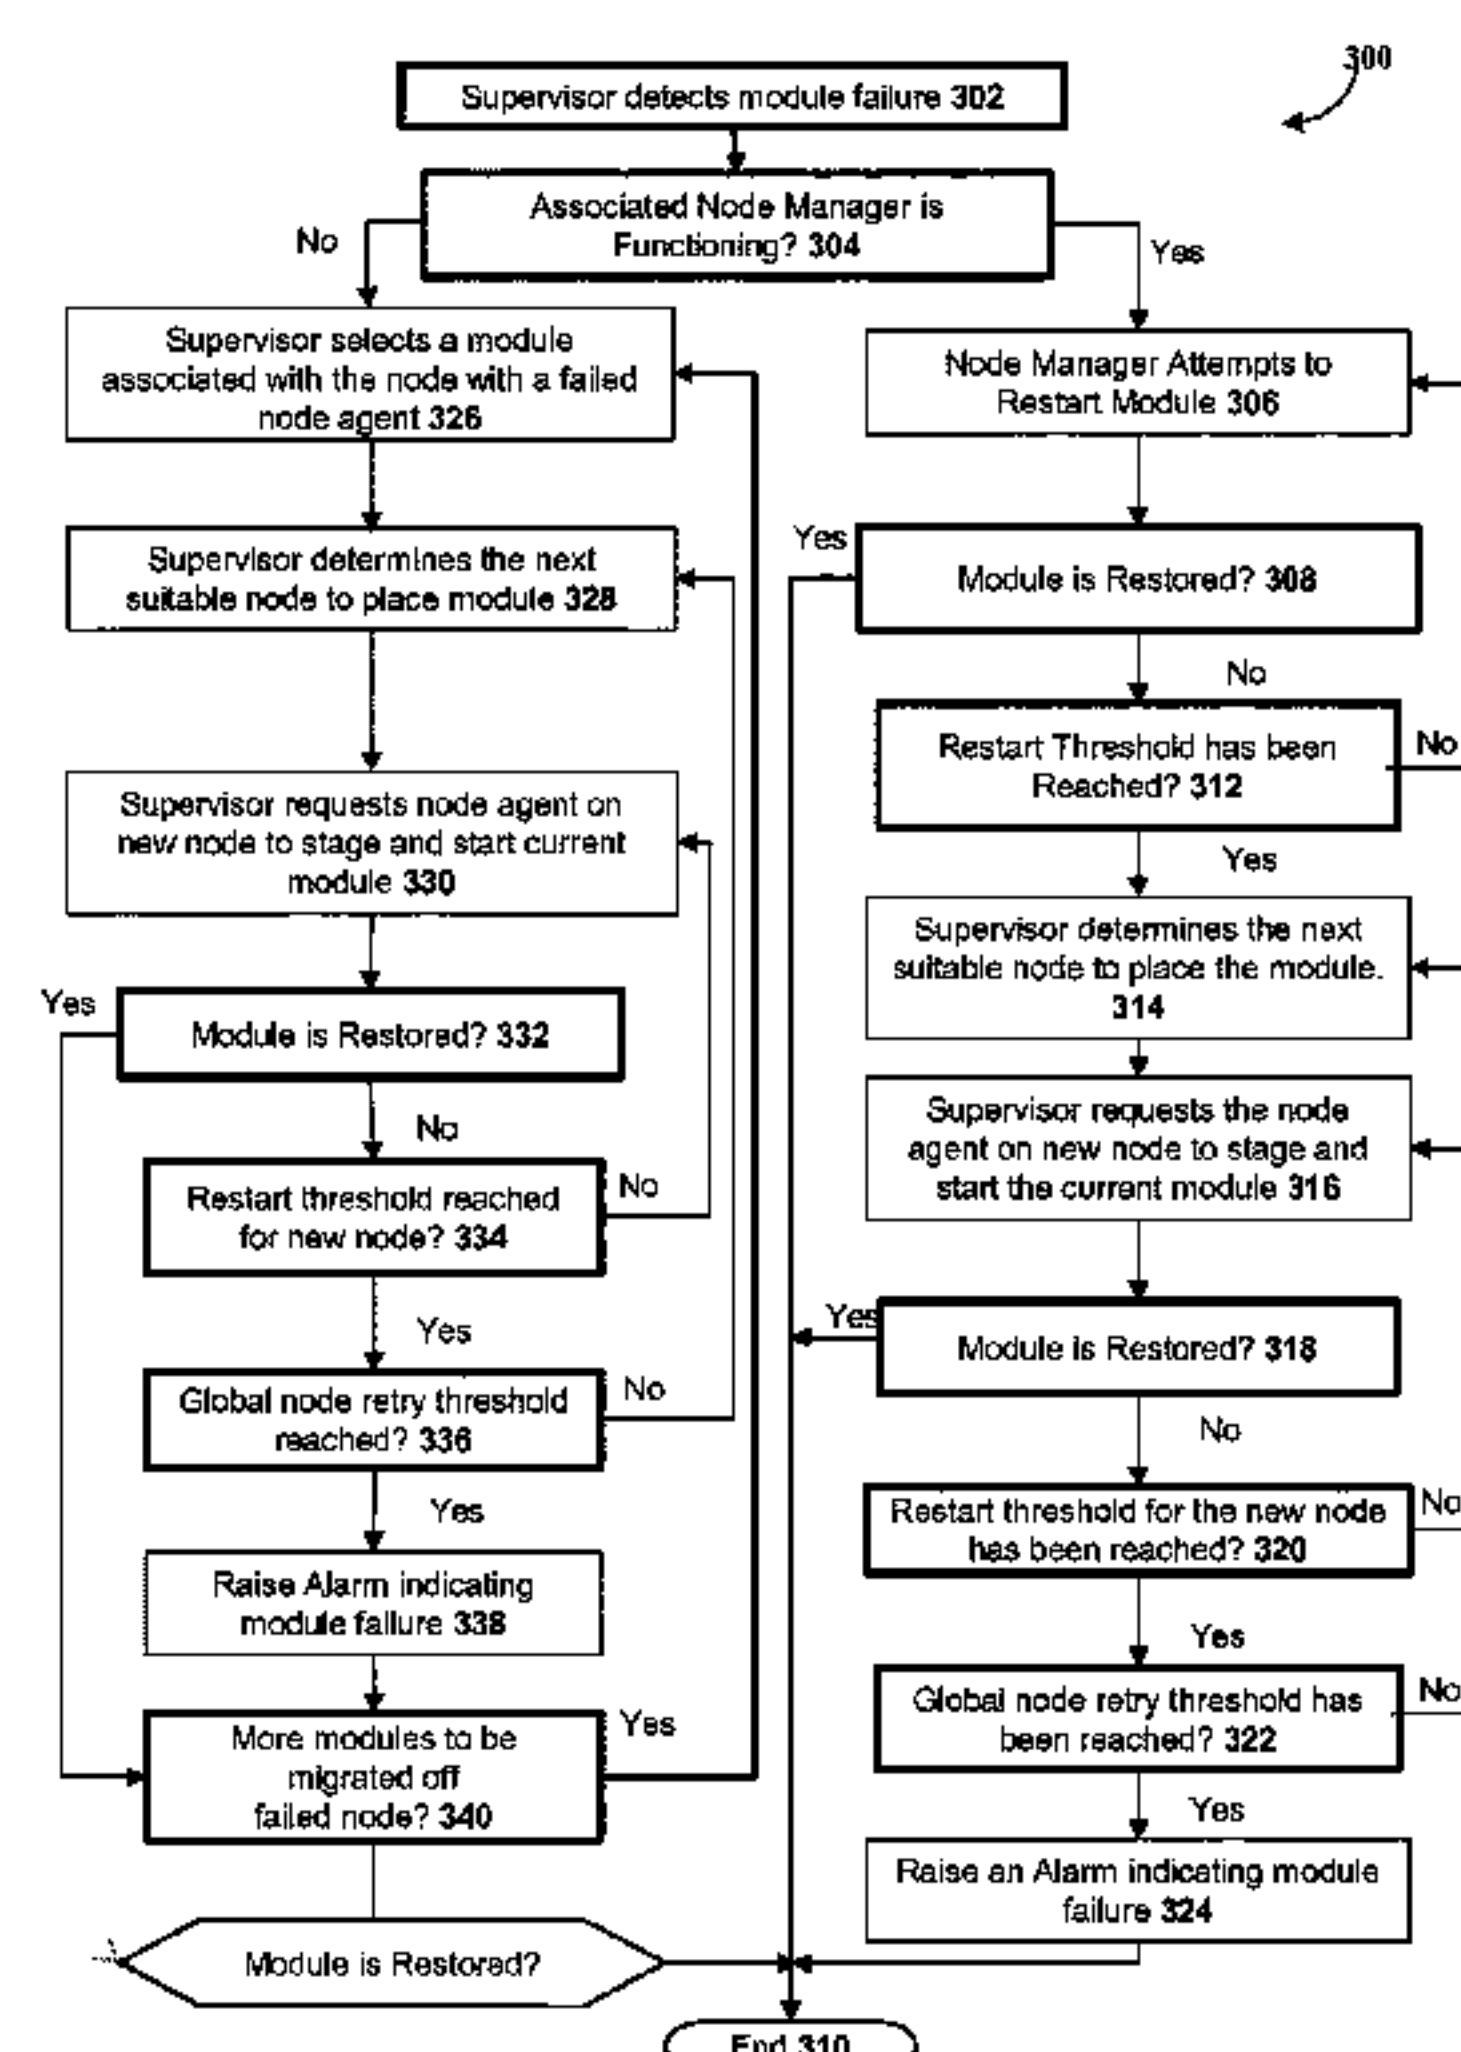 300
Supervisor detects module failure 302
Associated Node Manager is
Functioning? 304
No
Yes
Supervisor selects a module
associated with the node with a failed
node agent 326
Node Manager Attempts to
Restart Module 306
Supervisor determines the next
suitable node to place module 328
Yes
Module is Restored? 308
No
Restart Threshold has been
Reached? 312
No
Supervisor requests node agent on
new node to stage and start current
module 330
Yes
Supervisor determines the next
suitable node to place the module.
314
Yes
Module is Restored? 332
Supervisor requests the node
agent on new node to stage and
start the current module 316
No
Restart threshold reached
for new node? 334
No
Yes
Module is Restored? 318
Yes
Global node retry threshold
reached? 336
No
No
Restart threshold for the new node
has been reached? 320
No
Yes
Raise Alarm indicating
module failure 338
Yes
Global node retry threshold has
been reached? 322
No
More modules to be
migrated off
failed node? 340
Yes
Yes
Raise an Alarm indicating module
failure 324
Module is Restored?
End 310